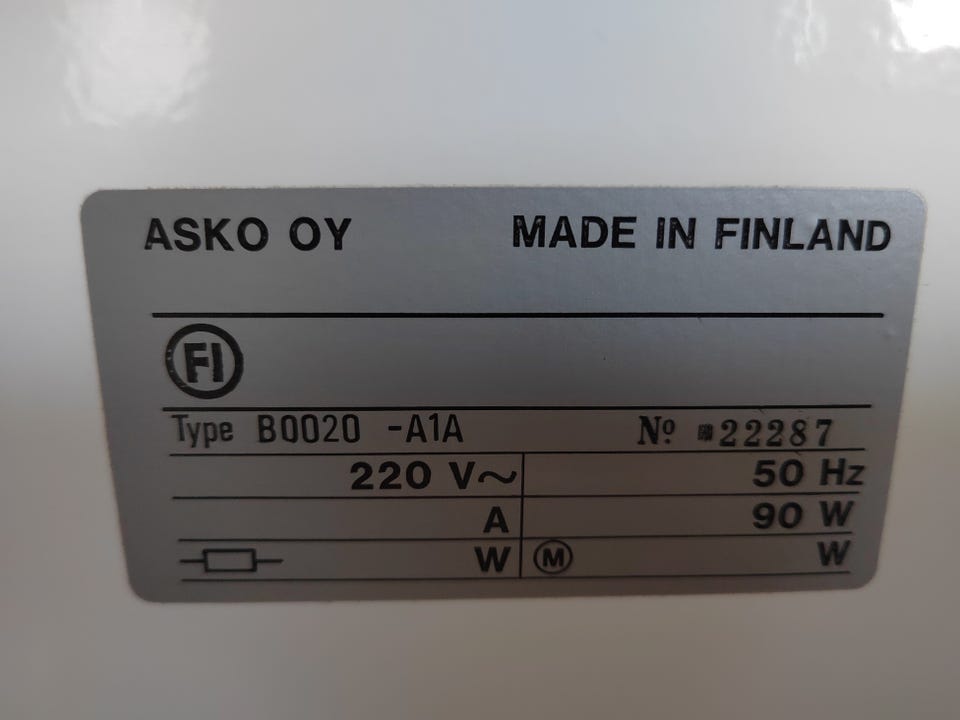 ASKO OY MADE IN FINLAND
FI
Type B0020 -A1A Nº 22287
220 V~ 50 Hz
A 90 W
W M W